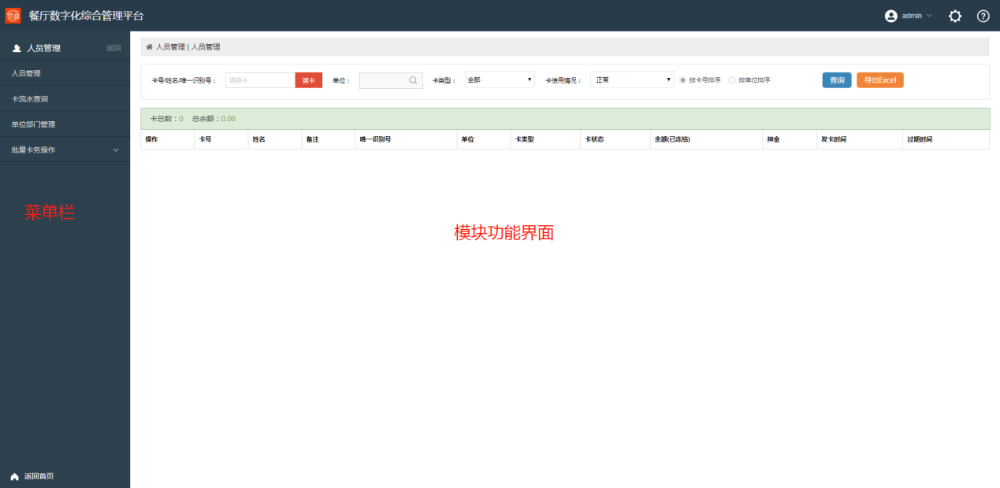 餐厅数字化综合管理平台 admin
人员管理 返回
人员管理
卡流水查询
单位部门管理
批量卡务操作
菜单栏
返回首页
人员管理 | 人员管理
卡号/姓名/唯一识别号： 请刷卡 读卡 单位： 卡类型： 全部 卡使用情况： 正常 按卡号排序 按单位排序 查询 导出Excel
卡总数：0 总余额：0.00
操作 卡号 姓名 备注 唯一识别号 单位 卡类型 卡状态 余额(已冻结) 押金 发卡时间 过期时间
模块功能界面